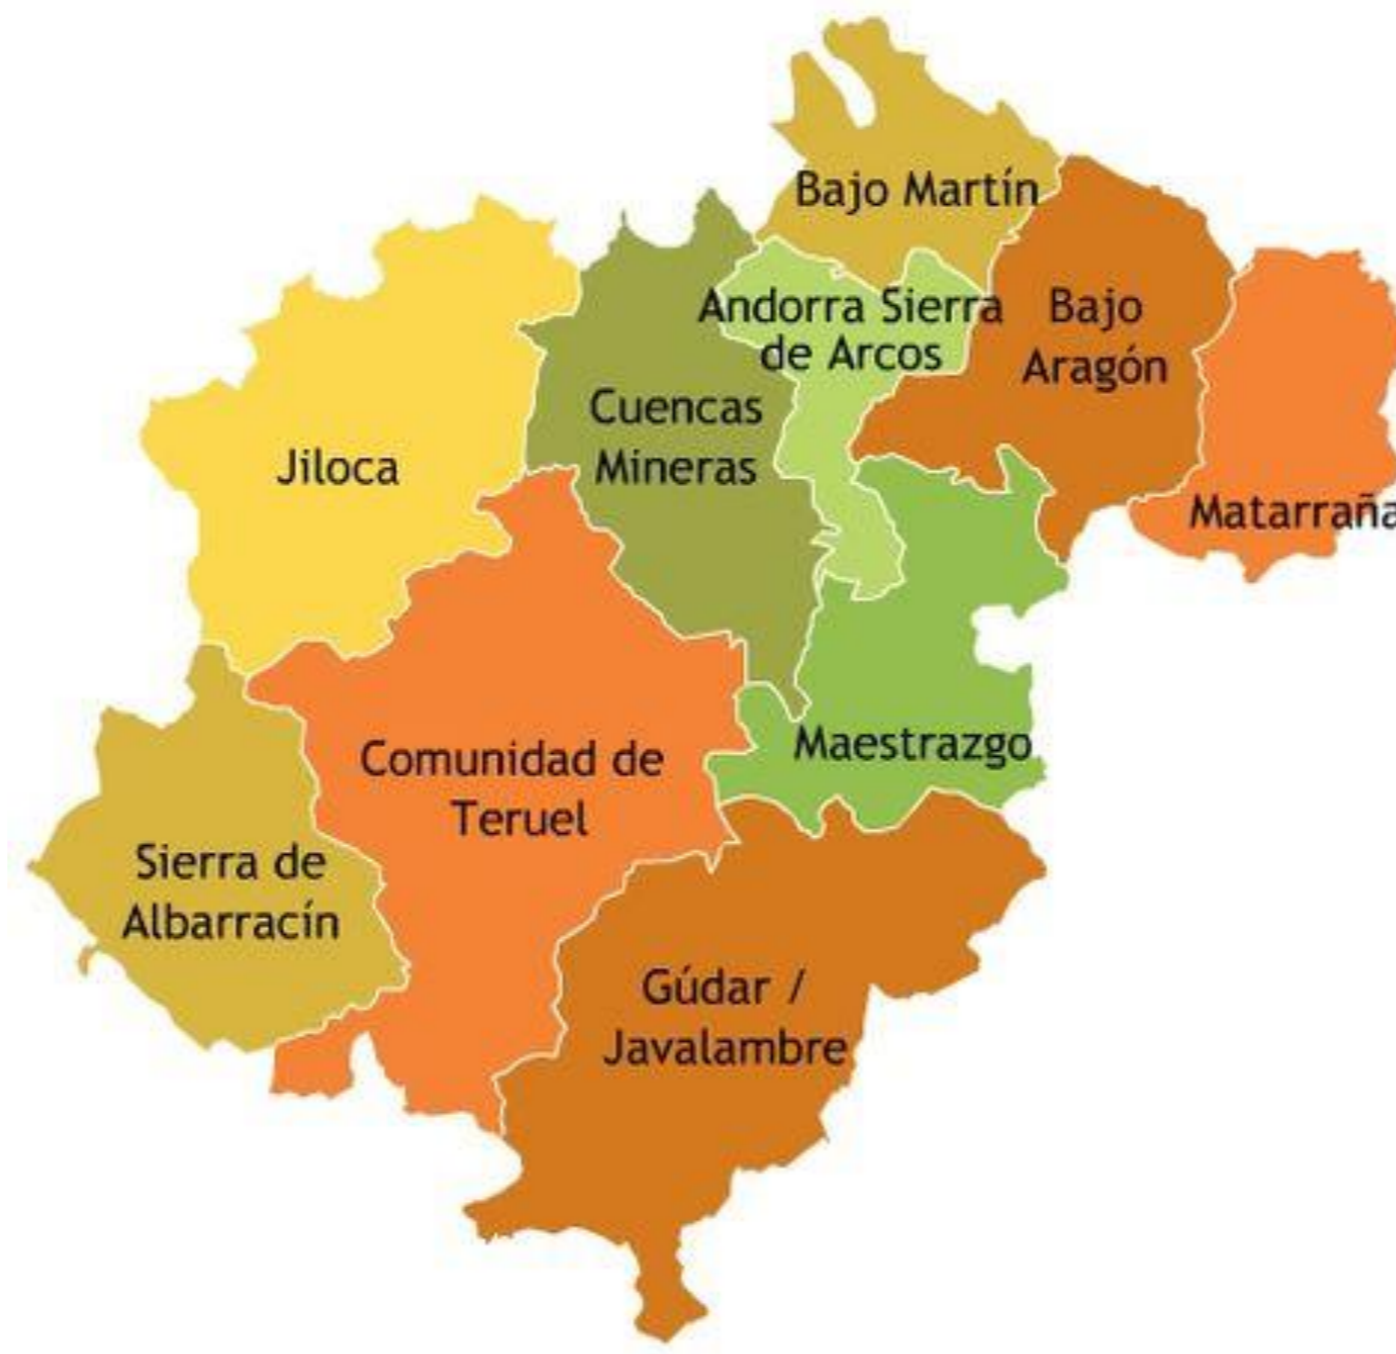 Bajo Martín
Andorra Sierra
de Arcos
Bajo
Aragón
Cuencas
Mineras
Jiloca
Matarraña
Comunidad de
Teruel
Maestrazgo
Sierra de
Albarracín
Gúdar /
Javalambre